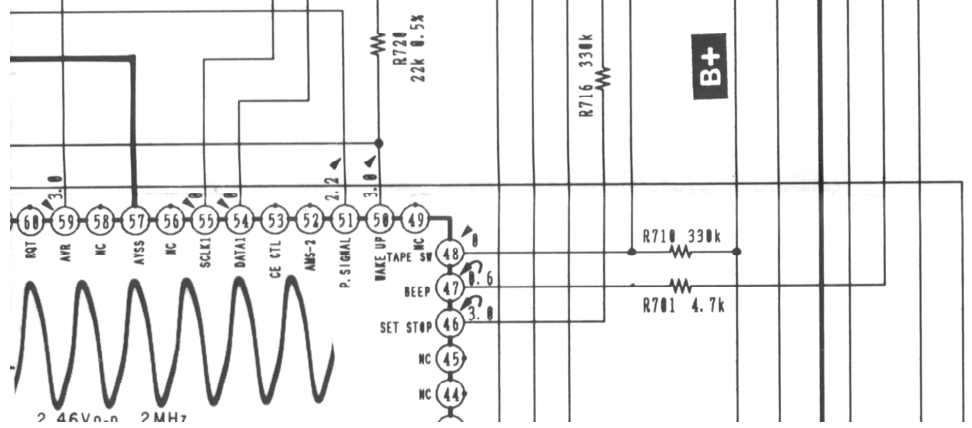 R720
22k 0.5%
R716 330k
B+
3.0
0
0
2.2
3.0
60 59 58 57 56 55 54 53 52 51 50 49
RQT
AVR
NC
AYSS
NC
SCLK1
DATA1
CE CTL
AMS-2
P.SIGNAL
WAKE UP
NC
TAPE SW 48 0
R710 330k
BEEP 47 0.6
R701 4.7k
SET STOP 46 3.0
NC 45
NC 44
2.46Vp-p 2MHz